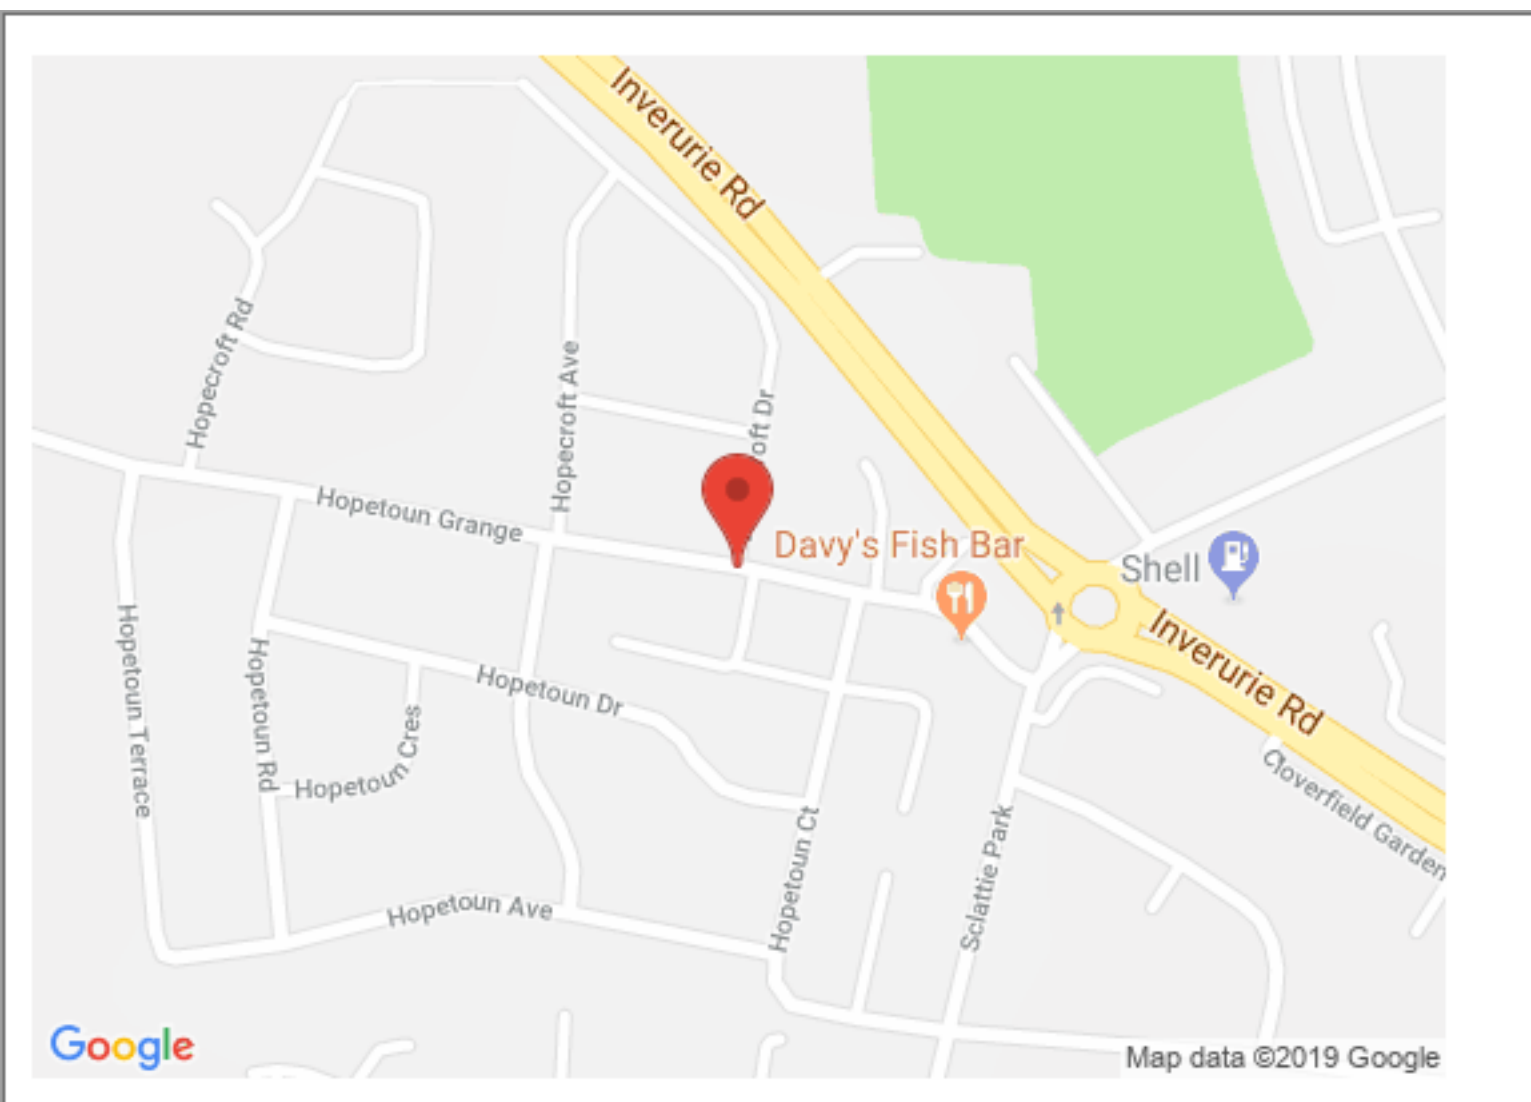 Inverurie Rd
Hopecroft Rd
Hopecroft Ave
oft Dr
Hopetoun Grange
Davy's Fish Bar
Shell
Inverurie Rd
Hopetoun Terrace
Hopetoun Rd
Hopetoun Dr
Hopetoun Cres
Cloverfield Garden
Hopetoun Ct
Sclattie Park
Hopetoun Ave
Google
Map data ©2019 Google